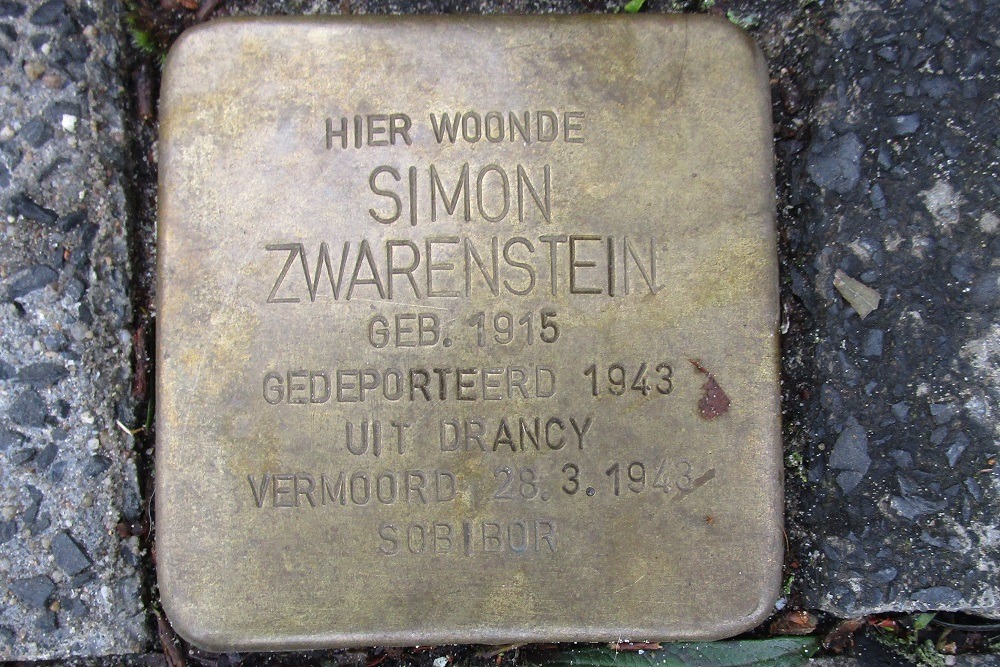 HIER WOONDE
SIMON
ZWARENSTEIN
GEB. 1915
GEDEPORTEERD 1943
UIT DRANCY
VERMOORD 28.3.1943
SOBIBOR